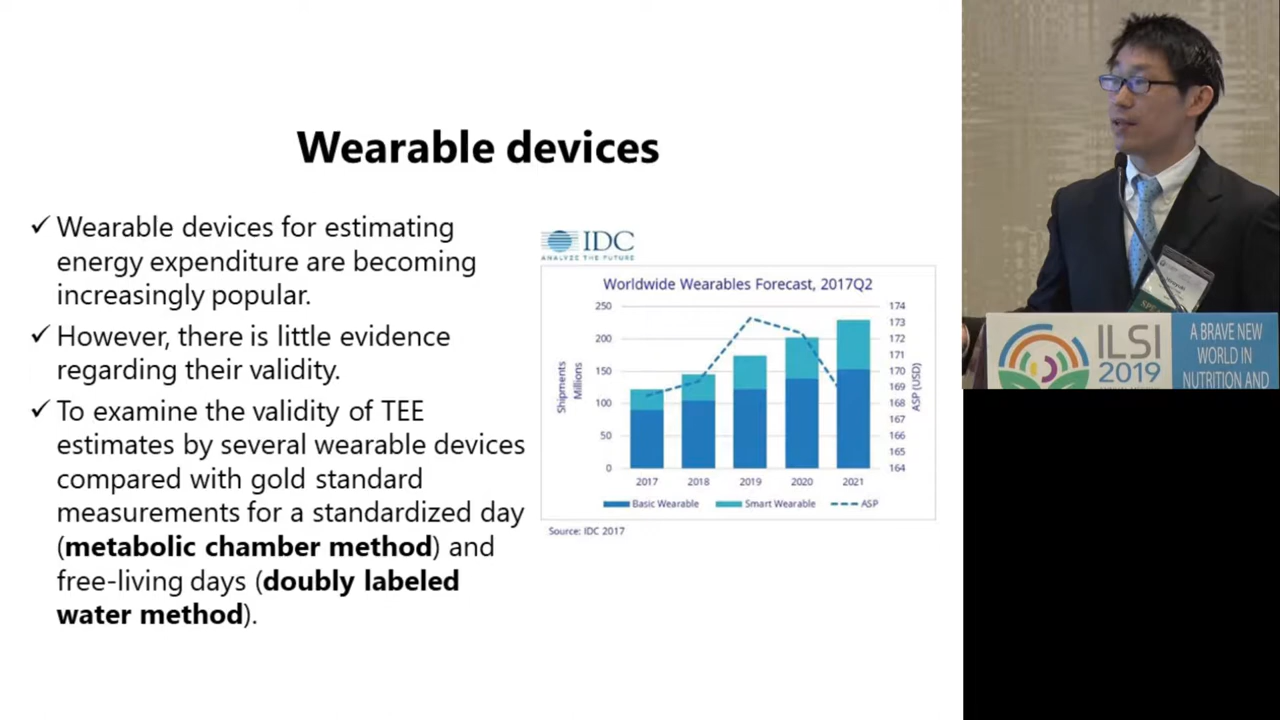 Wearable devices
✓ Wearable devices for estimating
energy expenditure are becoming
increasingly popular.
✓ However, there is little evidence
regarding their validity.
✓ To examine the validity of TEE
estimates by several wearable devices
compared with gold standard
measurements for a standardized day
(metabolic chamber method) and
free-living days (doubly labeled
water method).
IDC
ANALYZE THE FUTURE
Worldwide Wearables Forecast, 2017Q2
Shipments
Millions
250
200
150
100
50
0
174
173
172
171
170
169
168
167
166
165
164
ASP (USD)
2017 2018 2019 2020 2021
Basic Wearable Smart Wearable ASP
Source: IDC 2017
ILSI
2019
A BRAVE NEW
WORLD IN
NUTRITION AND